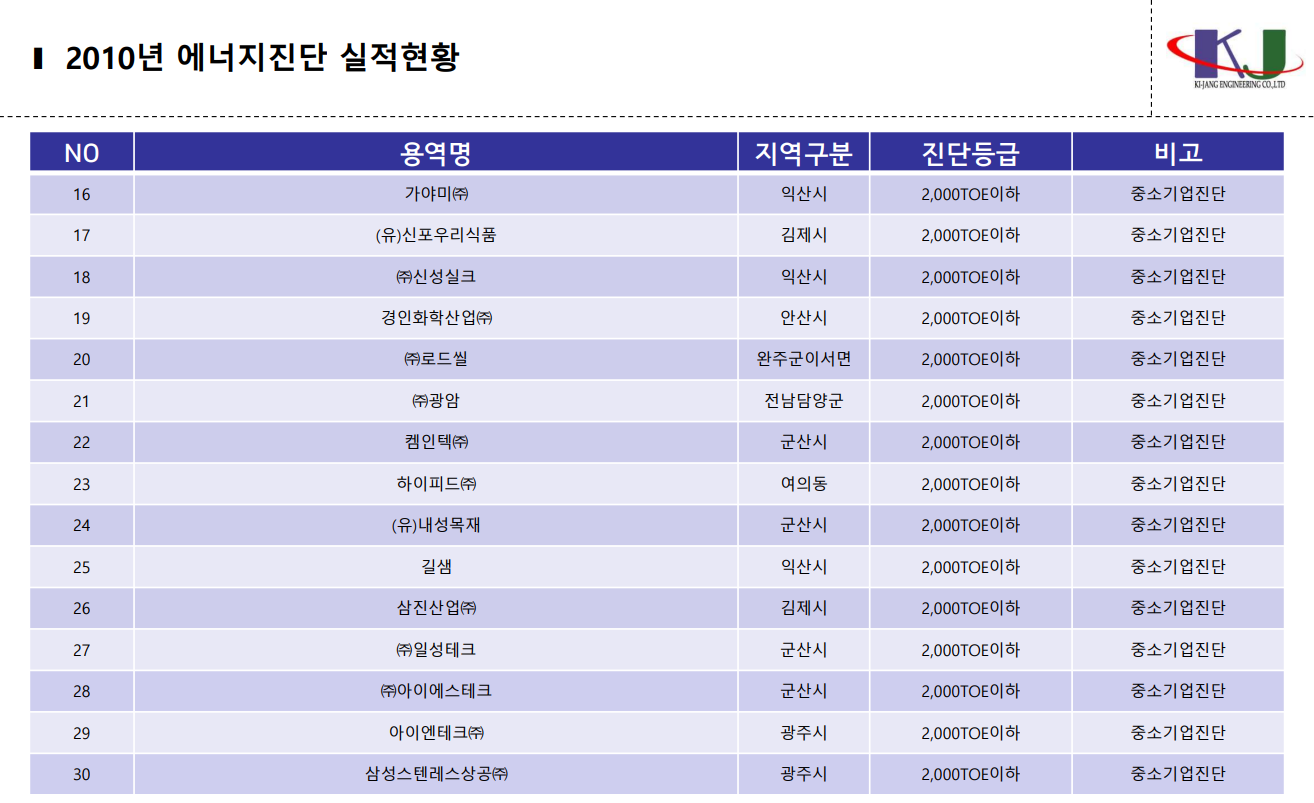 2010년 에너지진단 실적현황
KJ
KI-JANG ENGINEERING CO.,LTD
NO 용역명 지역구분 진단등급 비고
16 가야미㈜ 익산시 2,000TOE이하 중소기업진단
17 (유)신포우리식품 김제시 2,000TOE이하 중소기업진단
18 ㈜신성실크 익산시 2,000TOE이하 중소기업진단
19 경인화학산업㈜ 안산시 2,000TOE이하 중소기업진단
20 ㈜로드씰 완주군이서면 2,000TOE이하 중소기업진단
21 ㈜광암 전남담양군 2,000TOE이하 중소기업진단
22 켐인텍㈜ 군산시 2,000TOE이하 중소기업진단
23 하이피드㈜ 여의동 2,000TOE이하 중소기업진단
24 (유)내성목재 군산시 2,000TOE이하 중소기업진단
25 길샘 익산시 2,000TOE이하 중소기업진단
26 삼진산업㈜ 김제시 2,000TOE이하 중소기업진단
27 ㈜일성테크 군산시 2,000TOE이하 중소기업진단
28 ㈜아이에스테크 군산시 2,000TOE이하 중소기업진단
29 아이엔테크㈜ 광주시 2,000TOE이하 중소기업진단
30 삼성스텐레스상공㈜ 광주시 2,000TOE이하 중소기업진단